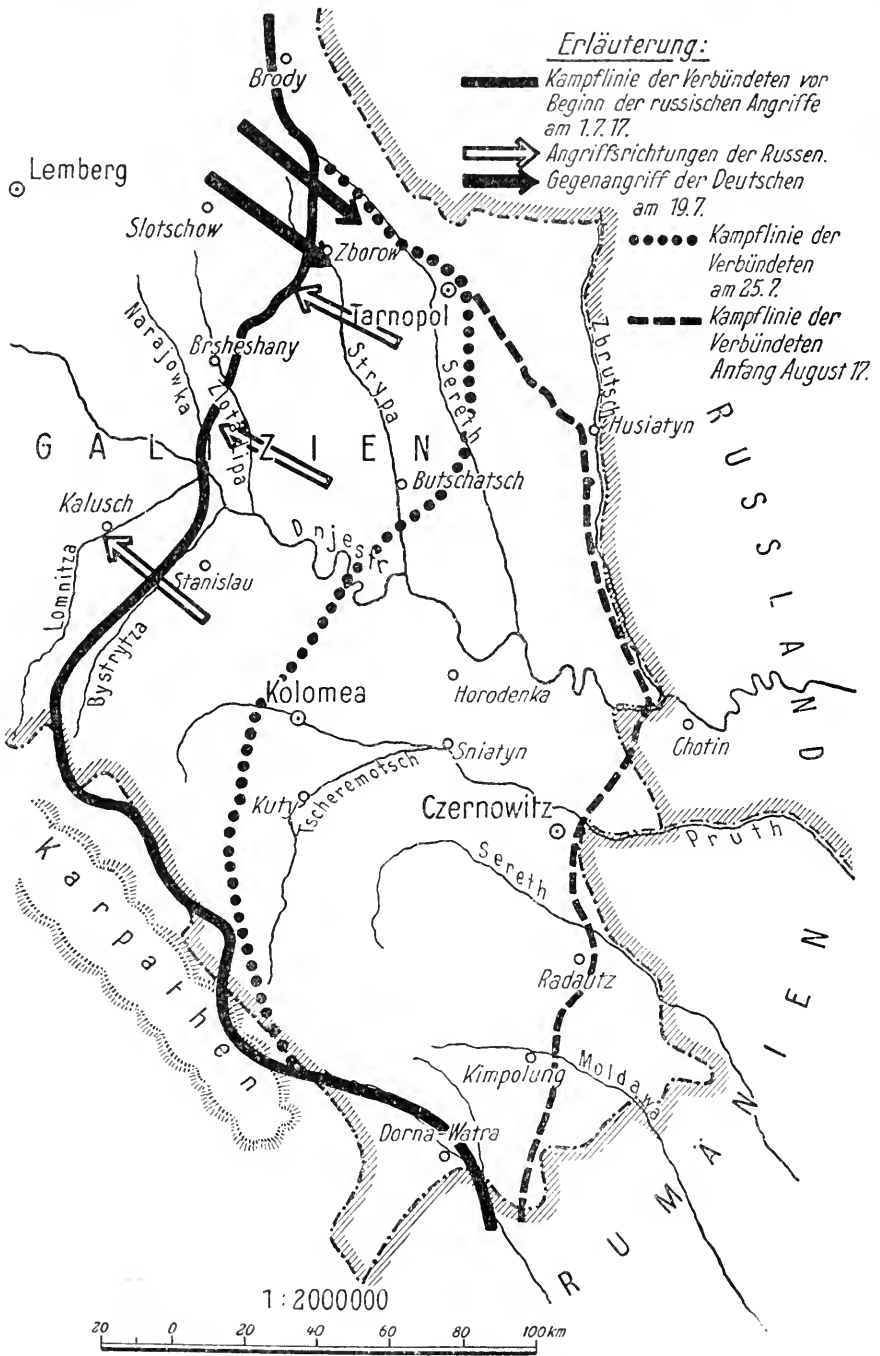 Erläuterung:
Kampflinie der Verbündeten vor
Beginn der russischen Angriffe
am 1.7.17.
Angriffsrichtungen der Russen.
Gegenangriff der Deutschen
am 19.7.
Kampflinie der
Verbündeten
am 25.7.
Kampflinie der
Verbündeten
Anfang August 17.
Brody
Lemberg
Slotschow
Zborow
Tarnopol
Narajowka
Brsheshany
Zlota Lipa
Strypa
Sereth
Zbrutsch
Husiatyn
GALIZIEN
RUSSLAND
Kalusch
Butschatsch
Dnjestr
Lomnitza
Stanislau
Bystrytza
Kolomea
Horodenka
Chotin
Sniatyn
Kuty
Tscheremotsch
Czernowitz
Pruth
Sereth
Karpathen
Radautz
Kimpolung
Moldawa
Dorna-Watra
RUMÄNIEN
1:2000000
20 0 20 40 60 80 100 km